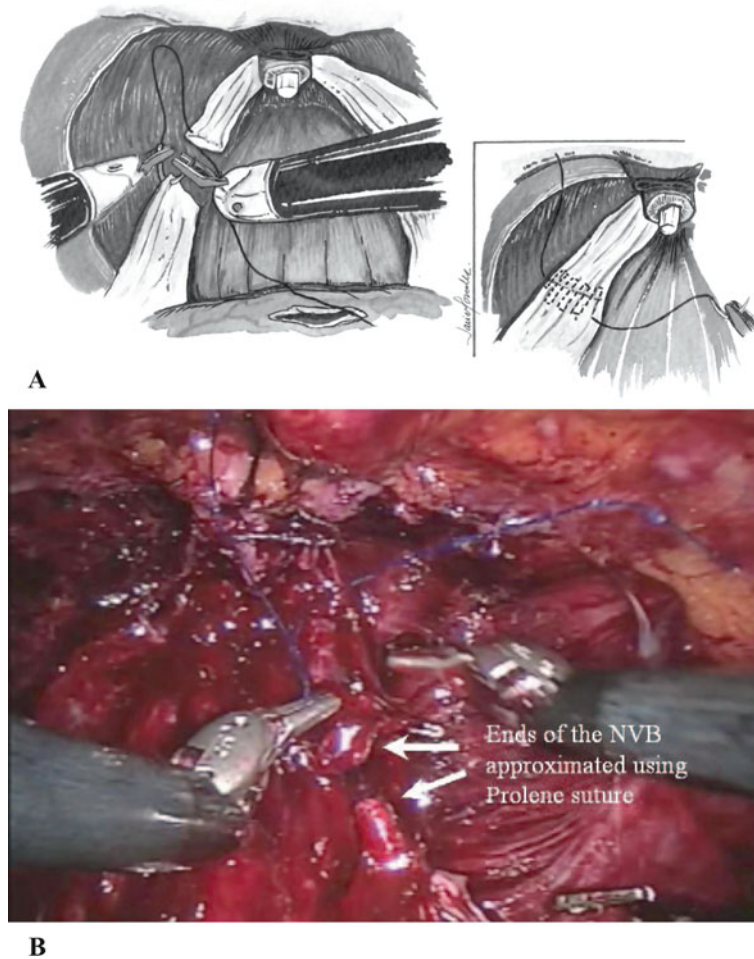 A
Ends of the NVB
approximated using
Prolene suture
B